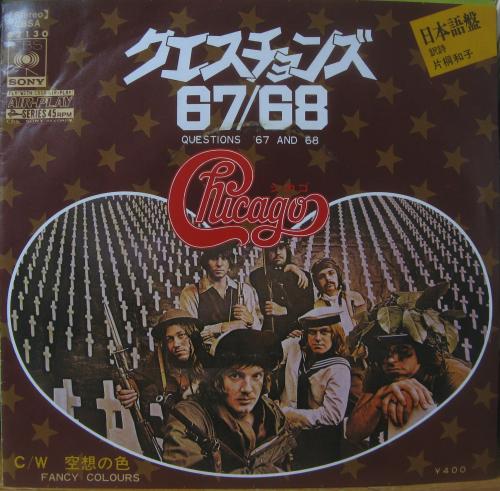 SONY
AIR-PLAY
SERIES 45 RPM
日本語盤
訳詩
片桐和子
クエスチョンズ
67/68
QUESTIONS '67 AND '68
シカゴ
Chicago
C/W 空想の色
FANCY COLOURS
¥400